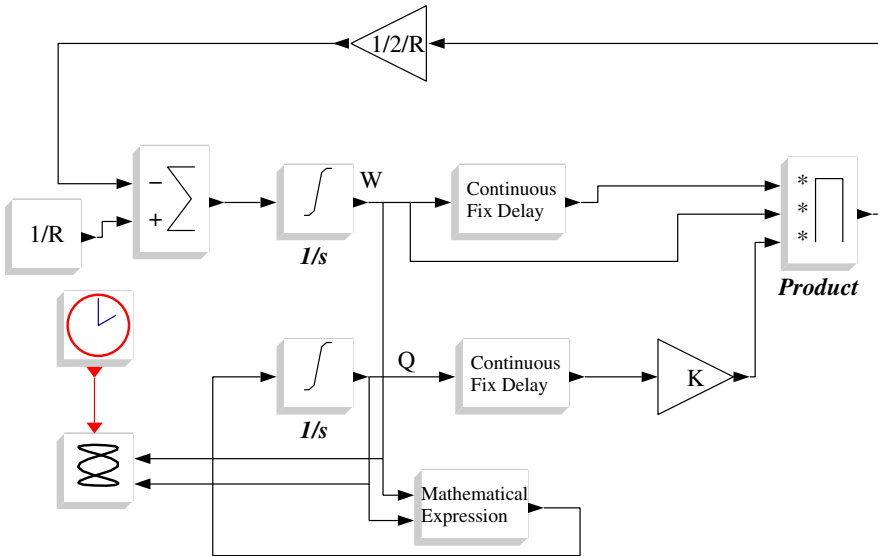 1/2/R
−
+
1/R
1/s
W
Continuous
Fix Delay
*
*
*
Product
1/s
Q
Continuous
Fix Delay
K
Mathematical
Expression